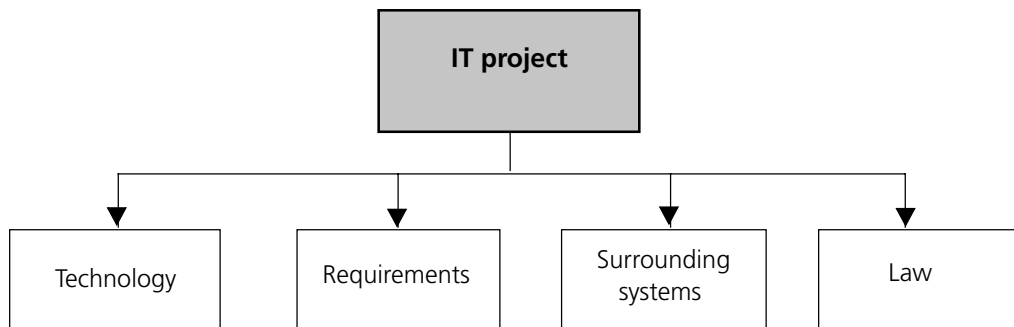 IT project
Technology
Requirements
Surrounding
systems
Law